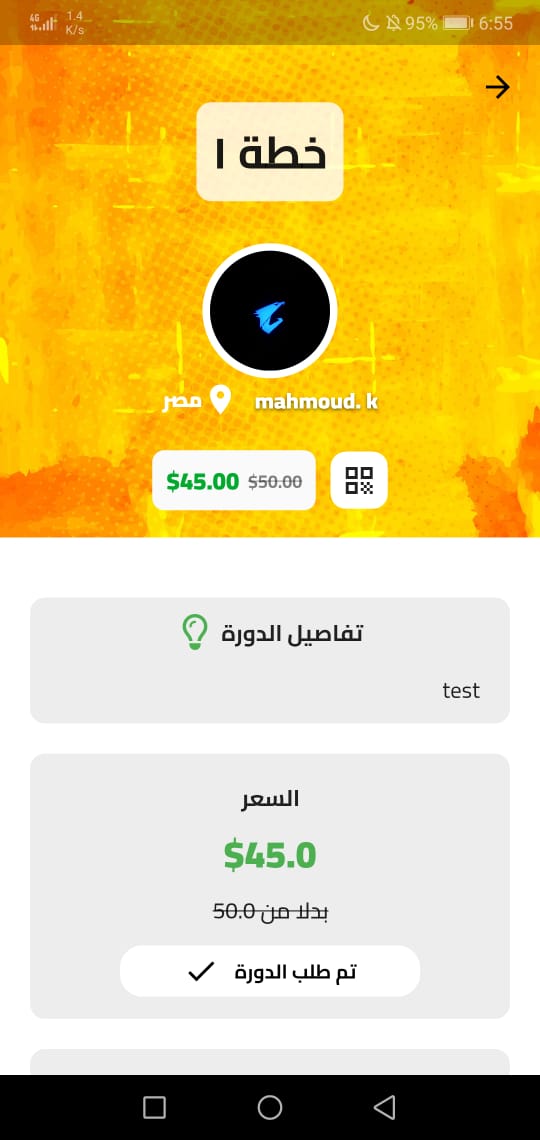 4G 1.4 K/s 95% 6:55
خطة ١
mahmoud. k مصر
$45.00 $50.00
تفاصيل الدورة
test
السعر
$45.0
بدلا من 50.0
تم طلب الدورة